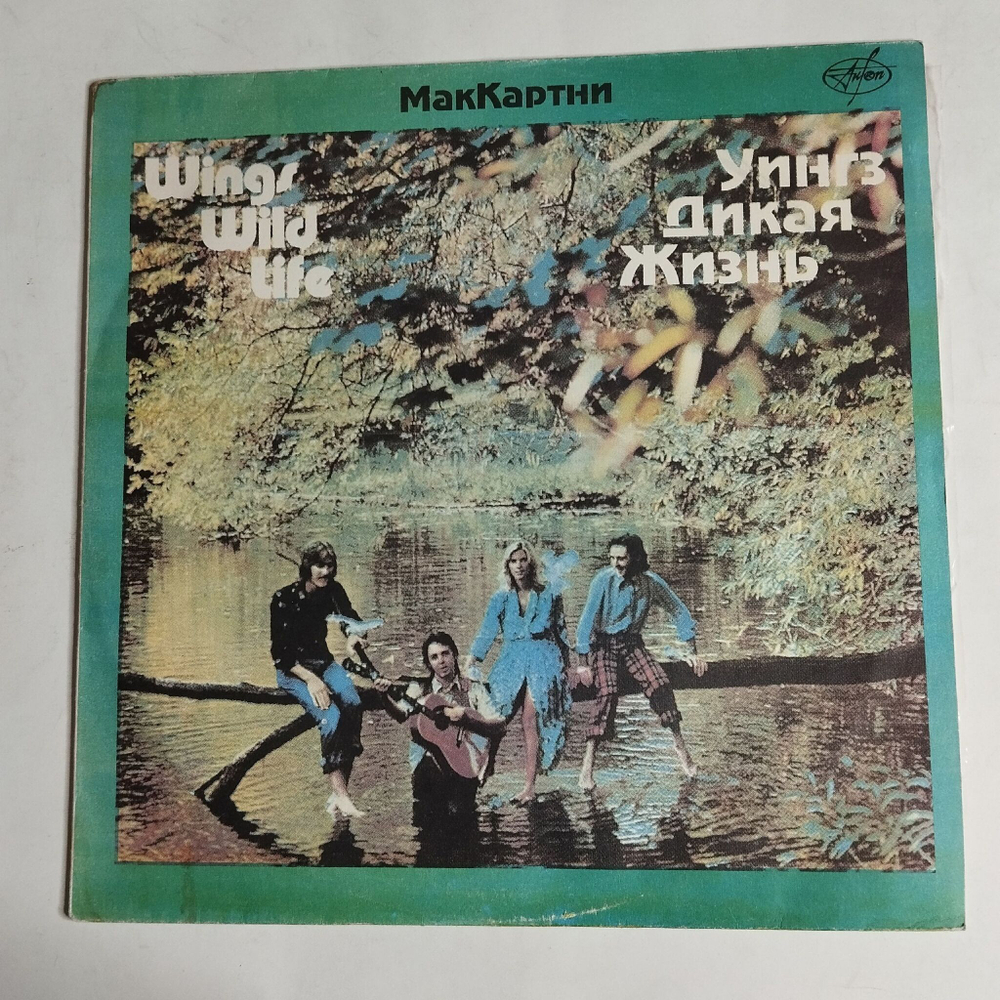 МакКартни
АнТроп
Wings
Wild
Life
Уингз
Дикая
Жизнь